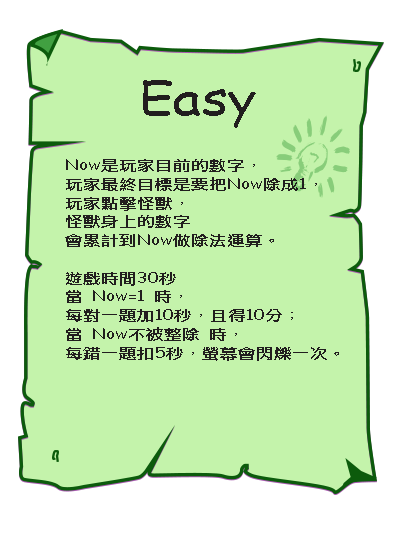 Easy
Now是玩家目前的數字，
玩家最終目標是要把Now除成1，
玩家點擊怪獸，
怪獸身上的數字
會累計到Now做除法運算。
遊戲時間30秒
當 Now=1 時，
每對一題加10秒，且得10分；
當 Now不被整除 時，
每錯一題扣5秒，螢幕會閃爍一次。